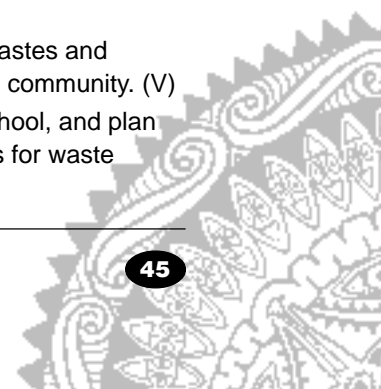 astes and
community. (V)
hool, and plan
s for waste
45